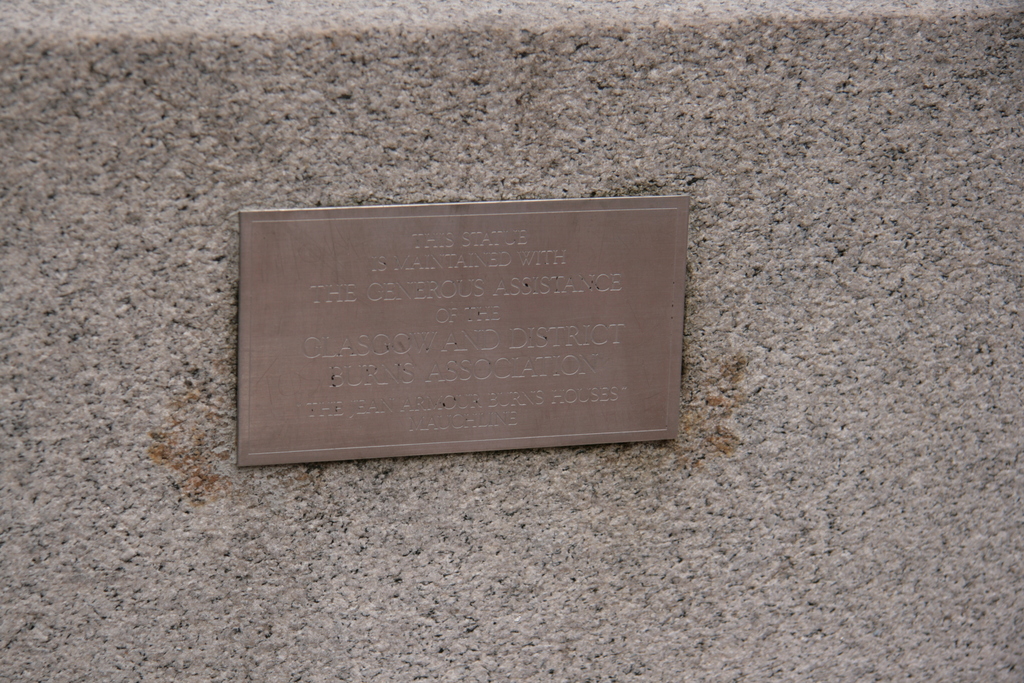 THIS STATUE
IS MAINTAINED WITH
THE GENEROUS ASSISTANCE
OF THE
GLASGOW AND DISTRICT
BURNS ASSOCIATION
"THE JEAN ARMOUR BURNS HOUSES"
MAUCHLINE